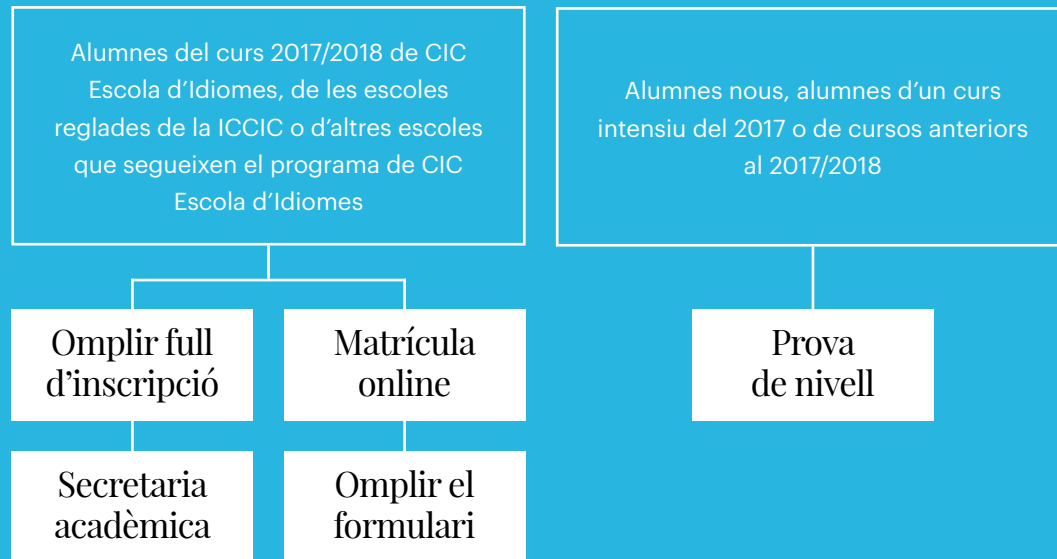 Alumnes del curs 2017/2018 de CIC
Escola d’Idiomes, de les escoles
reglades de la ICCIC o d’altres escoles
que segueixen el programa de CIC
Escola d’Idiomes
Alumnes nous, alumnes d’un curs
intensiu del 2017 o de cursos anteriors
al 2017/2018
Omplir full
d’inscripció
Matrícula
online
Prova
de nivell
Secretaria
acadèmica
Omplir el
formulari